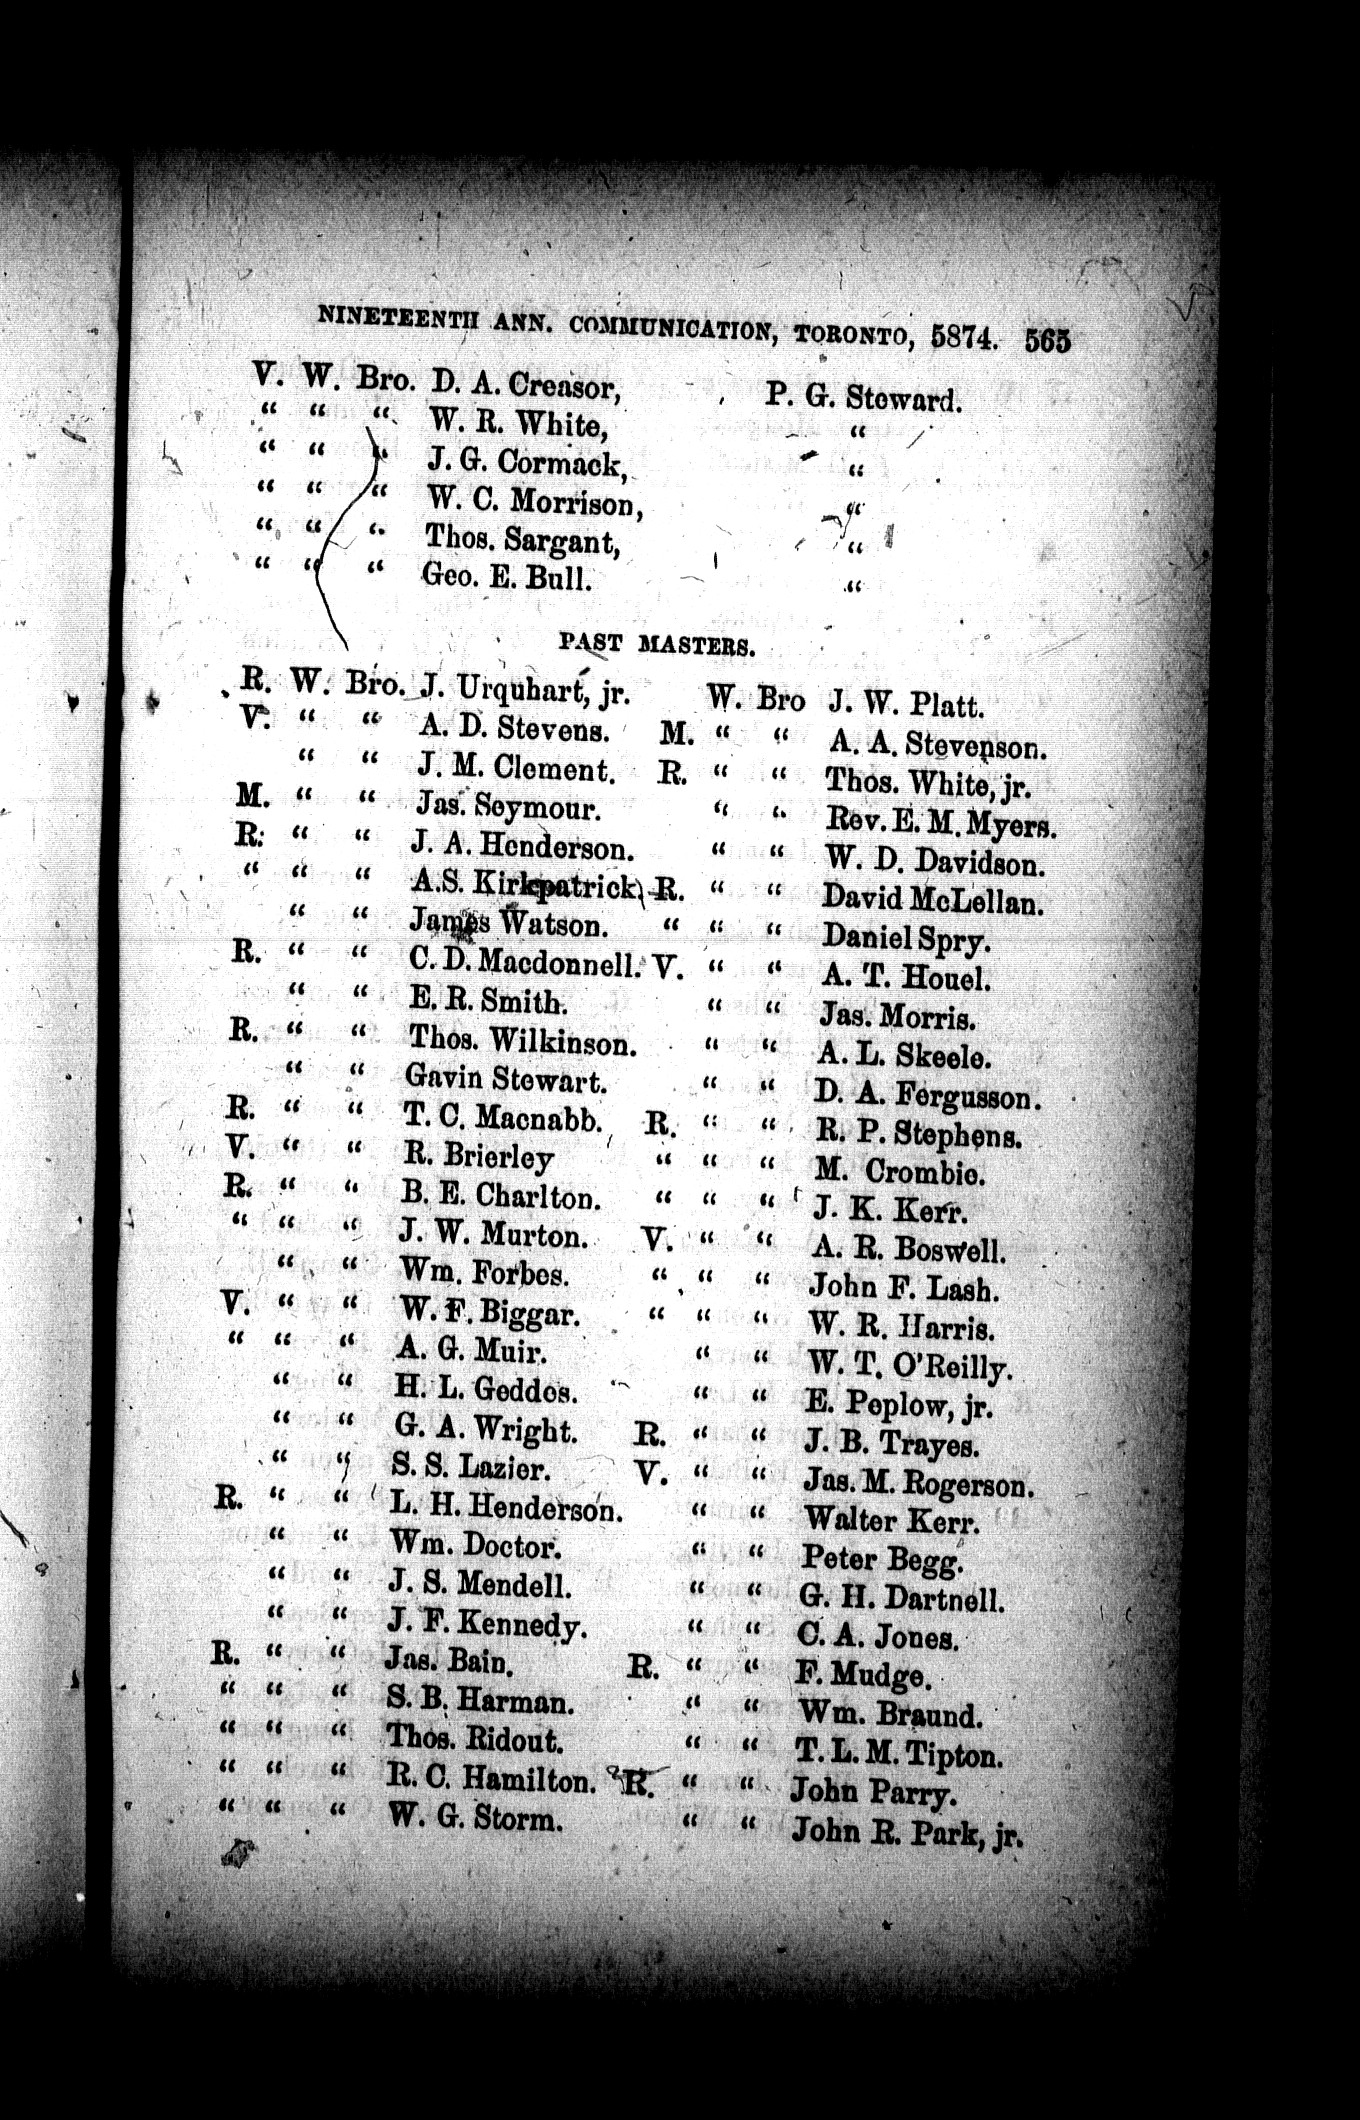 NINETEENTH ANN. COMMUNICATION, TORONTO, 5874. 565
V. W. Bro. D. A. Creasor, P. G. Steward.
“ “ “ W. R. White, “
“ “ “ J. G. Cormack, “
“ “ “ W. C. Morrison, “
“ “ “ Thos. Sargant, “
“ “ “ Geo. E. Bull. “
PAST MASTERS.
R. W. Bro. J. Urquhart, jr.
V. “ “ A. D. Stevens.
“ “ J. M. Clement.
M. “ “ Jas. Seymour.
R. “ “ J. A. Henderson.
“ “ “ A. S. Kirkpatrick.
“ “ James Watson.
R. “ “ C. D. Macdonnell.
“ “ E. R. Smith.
R. “ “ Thos. Wilkinson.
“ “ Gavin Stewart.
R. “ “ T. C. Macnabb.
V. “ “ R. Brierley
R. “ “ B. E. Charlton.
“ “ “ J. W. Murton.
“ “ Wm. Forbes.
V. “ “ W. F. Biggar.
“ “ “ A. G. Muir.
“ “ H. L. Geddes.
“ “ G. A. Wright.
“ “ S. S. Lazier.
R. “ “ L. H. Henderson.
“ “ Wm. Doctor.
“ “ J. S. Mendell.
“ “ J. F. Kennedy.
R. “ “ Jas. Bain.
“ “ “ S. B. Harman.
“ “ “ Thos. Ridout.
“ “ “ R. C. Hamilton.
“ “ “ W. G. Storm.
W. Bro J. W. Platt.
M. “ “ A. A. Stevenson.
R. “ “ Thos. White, jr.
“ “ Rev. E. M. Myers.
“ “ W. D. Davidson.
R. “ “ David McLellan.
“ “ “ Daniel Spry.
V. “ “ A. T. Houel.
“ “ Jas. Morris.
“ “ A. L. Skeele.
“ “ D. A. Fergusson.
R. “ “ R. P. Stephens.
“ “ “ M. Crombie.
“ “ “ J. K. Kerr.
V. “ “ A. R. Boswell.
“ “ “ John F. Lash.
“ “ “ W. R. Harris.
“ “ W. T. O’Reilly.
“ “ E. Peplow, jr.
R. “ “ J. B. Trayes.
V. “ “ Jas. M. Rogerson.
“ “ Walter Kerr.
“ “ Peter Begg.
“ “ G. H. Dartnell.
“ “ C. A. Jones.
R. “ “ F. Mudge.
“ “ Wm. Braund.
“ “ T. L. M. Tipton.
R. “ “ John Parry.
“ “ John R. Park, jr.